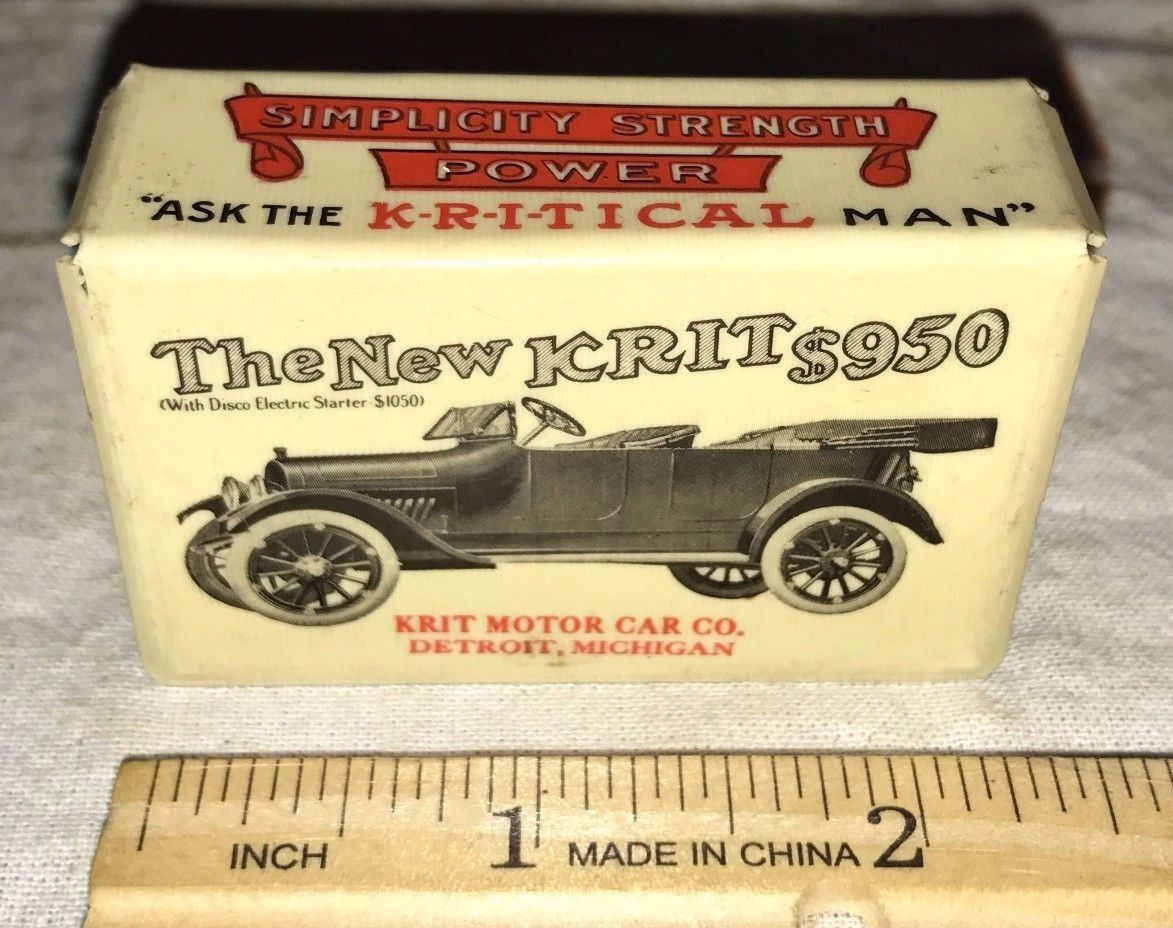 SIMPLICITY STRENGTH
POWER
"ASK THE K-R-I-TICAL MAN"
The New KRIT $950
(With Disco Electric Starter $1050)
KRIT MOTOR CAR CO.
DETROIT, MICHIGAN
1 2
INCH MADE IN CHINA